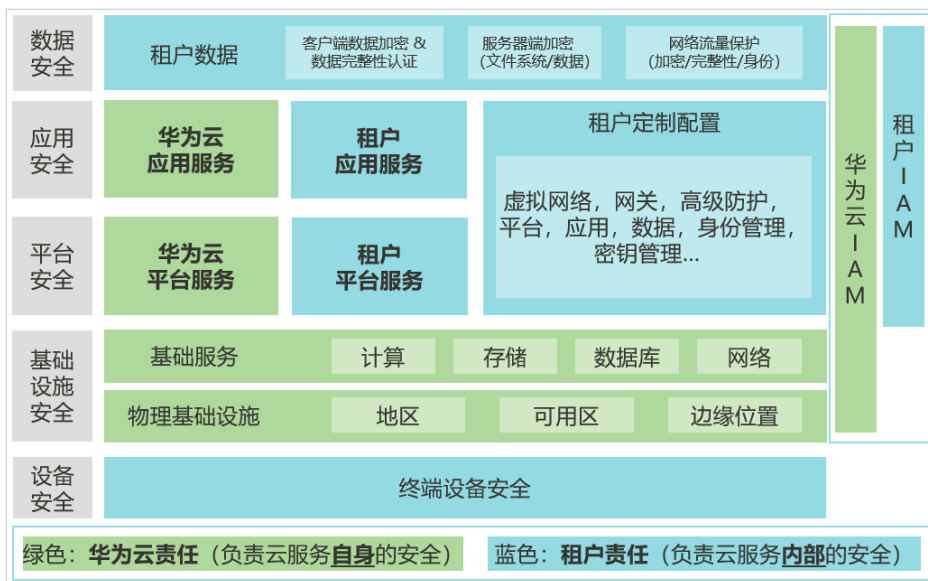 数据
安全
租户数据
客户端数据加密 &
数据完整性认证
服务器端加密
(文件系统/数据)
网络流量保护
(加密/完整性/身份)
应用
安全
华为云
应用服务
租户
应用服务
租户定制配置
虚拟网络，网关，高级防护，
平台，应用，数据，身份管理，
密钥管理...
平台
安全
华为云
平台服务
租户
平台服务
华为云IAM
租户IAM
基础
设施
安全
基础服务
计算
存储
数据库
网络
物理基础设施
地区
可用区
边缘位置
设备
安全
终端设备安全
绿色：华为云责任（负责云服务自身的安全）
蓝色：租户责任（负责云服务内部的安全）